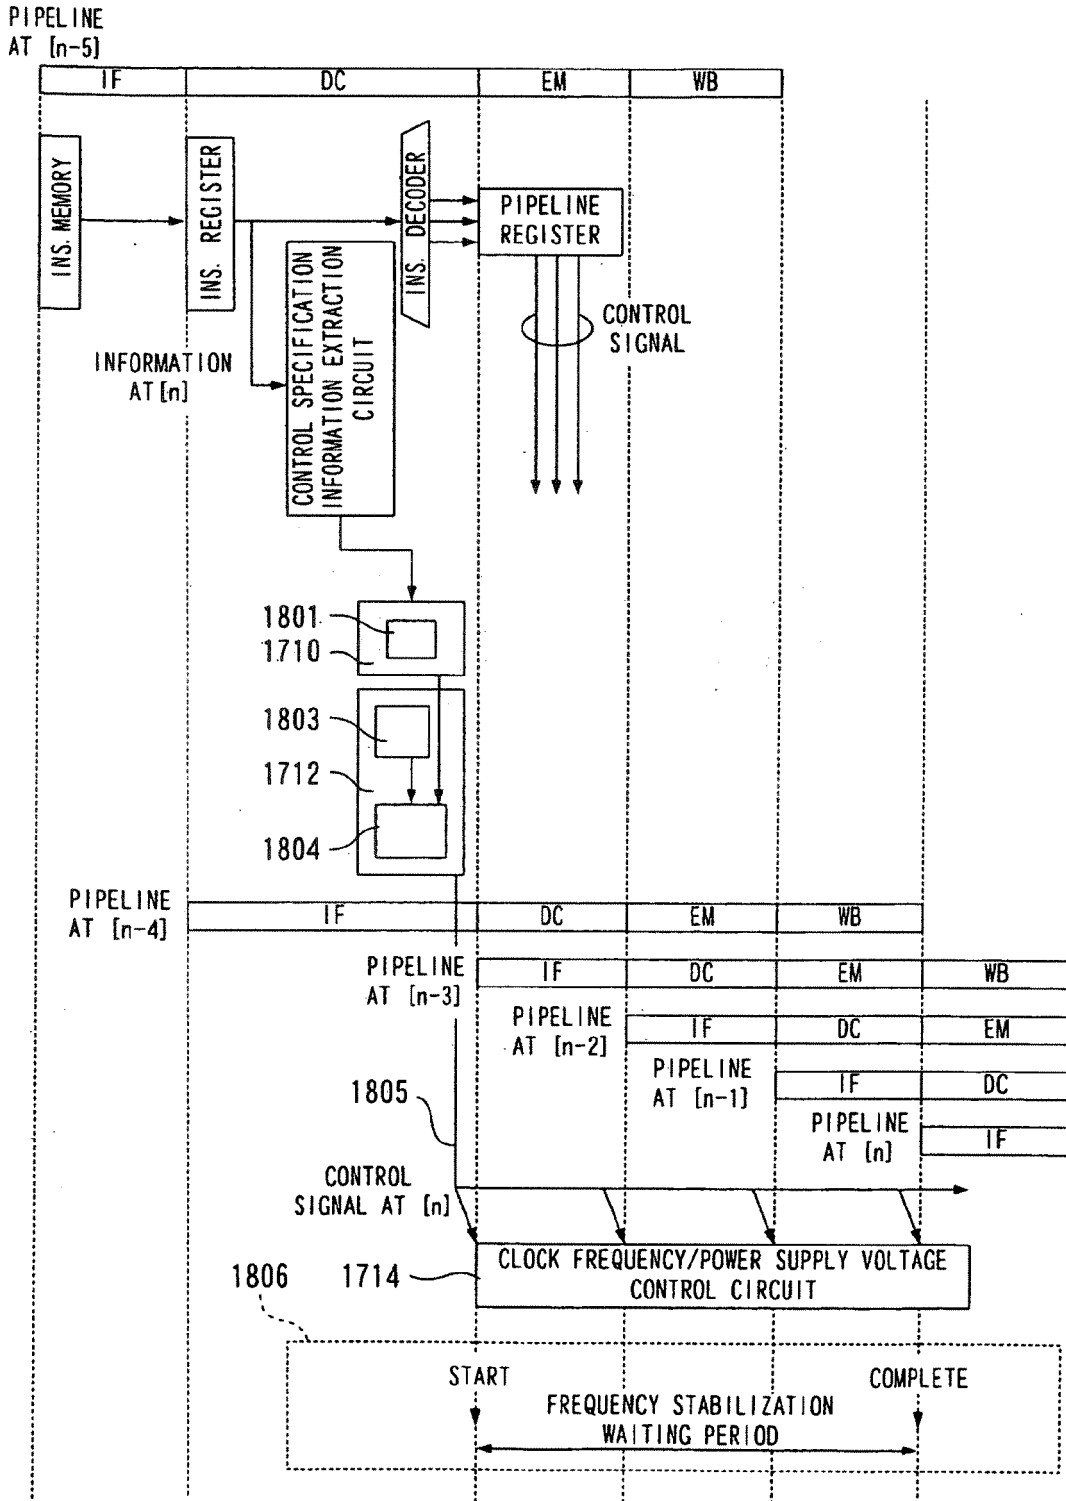 PIPELINE
AT [n-5]
IF
DC
EM
WB
INS. MEMORY
INS. REGISTER
INS. DECODER
PIPELINE
REGISTER
CONTROL SPECIFICATION
INFORMATION EXTRACTION
CIRCUIT
CONTROL
SIGNAL
INFORMATION
AT[n]
1801
1710
1803
1712
1804
PIPELINE
AT [n-4]
IF
DC
EM
WB
PIPELINE
AT [n-3]
IF
DC
EM
WB
PIPELINE
AT [n-2]
IF
DC
EM
PIPELINE
AT [n-1]
IF
DC
PIPELINE
AT [n]
IF
1805
CONTROL
SIGNAL AT [n]
1806
1714
CLOCK FREQUENCY/POWER SUPPLY VOLTAGE
CONTROL CIRCUIT
START
COMPLETE
FREQUENCY STABILIZATION
WAITING PERIOD